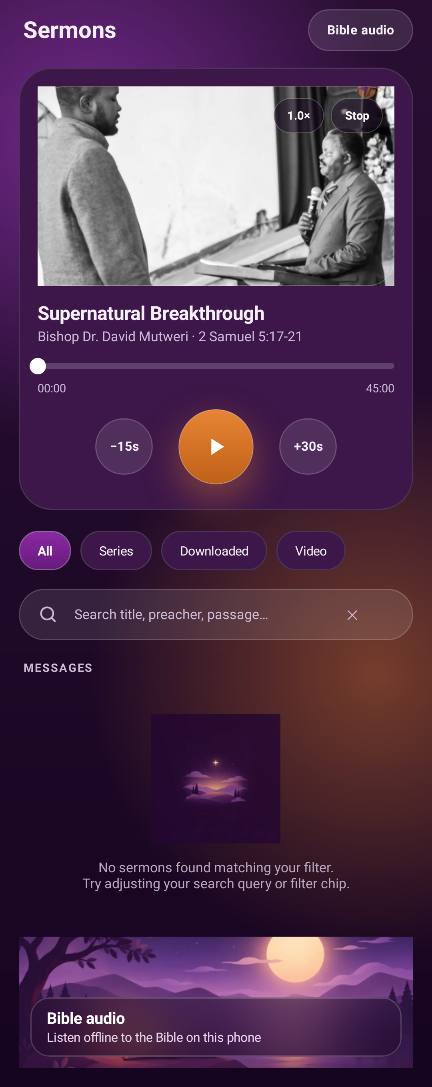 Sermons
Bible audio
1.0×
Stop
Supernatural Breakthrough
Bishop Dr. David Mutweri · 2 Samuel 5:17-21
00:00
45:00
−15s
+30s
All
Series
Downloaded
Video
Search title, preacher, passage…
MESSAGES
No sermons found matching your filter.
Try adjusting your search query or filter chip.
Bible audio
Listen offline to the Bible on this phone